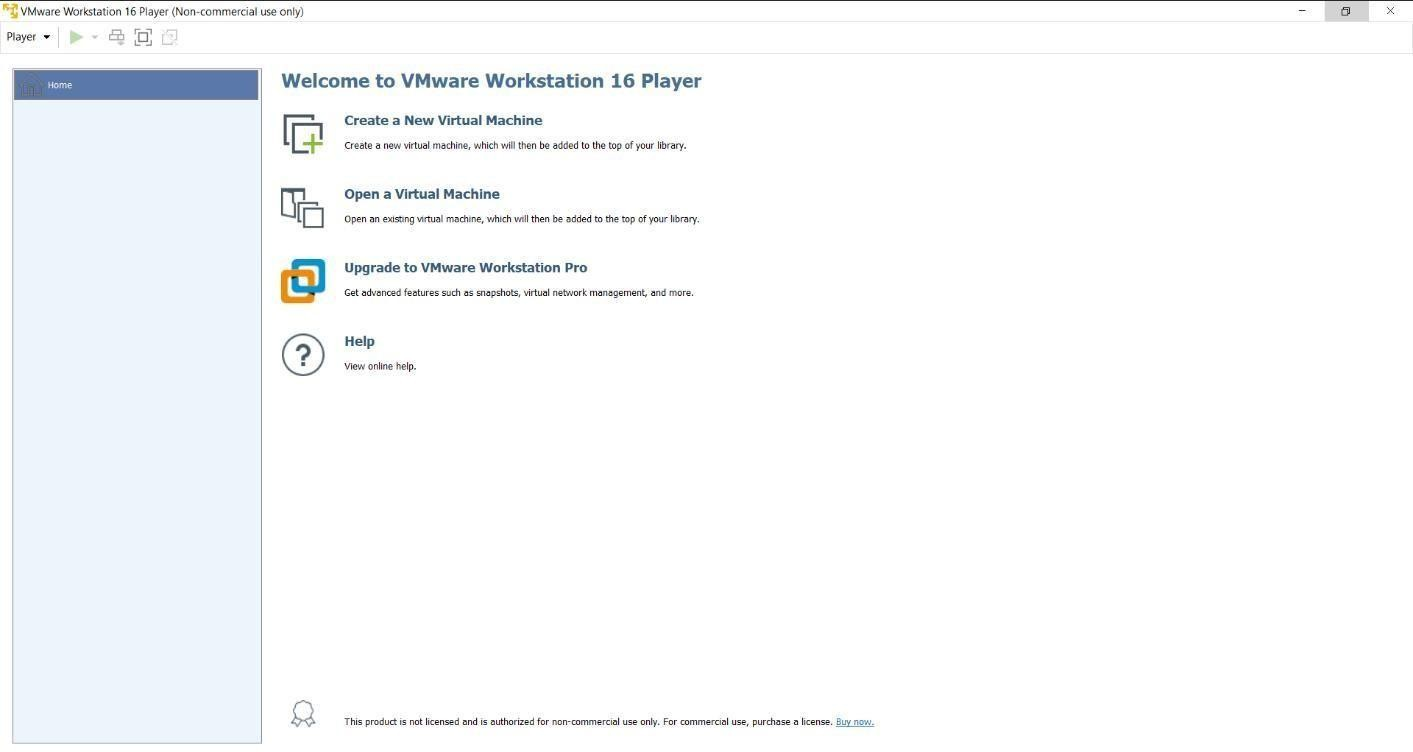 VMware Workstation 16 Player (Non-commercial use only)
Player
Home
Welcome to VMware Workstation 16 Player
Create a New Virtual Machine
Create a new virtual machine, which will then be added to the top of your library.
Open a Virtual Machine
Open an existing virtual machine, which will then be added to the top of your library.
Upgrade to VMware Workstation Pro
Get advanced features such as snapshots, virtual network management, and more.
Help
View online help.
This product is not licensed and is authorized for non-commercial use only. For commercial use, purchase a license. Buy now.